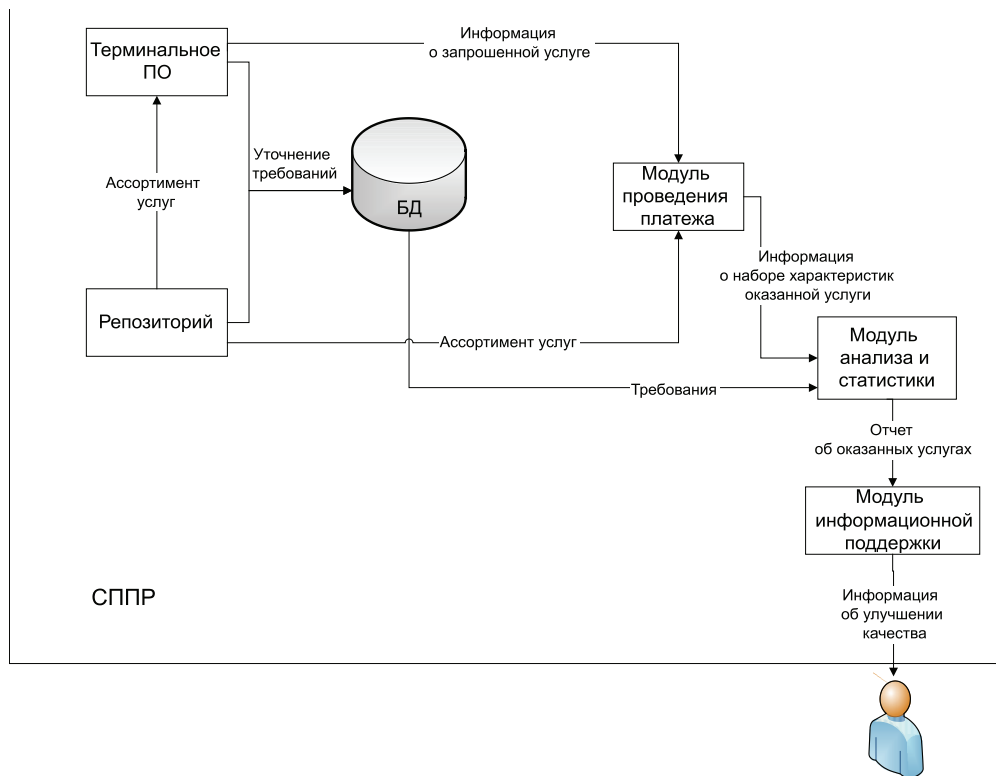 Терминальное
ПО
Информация
о запрошенной услуге
Уточнение
требований
Ассортимент
услуг
БД
Модуль
проведения
платежа
Информация
о наборе характеристик
оказанной услуги
Репозиторий
Ассортимент услуг
Модуль
анализа и
статистики
Требования
Отчет
об оказанных услугах
Модуль
информационной
поддержки
СППР
Информация
об улучшении
качества